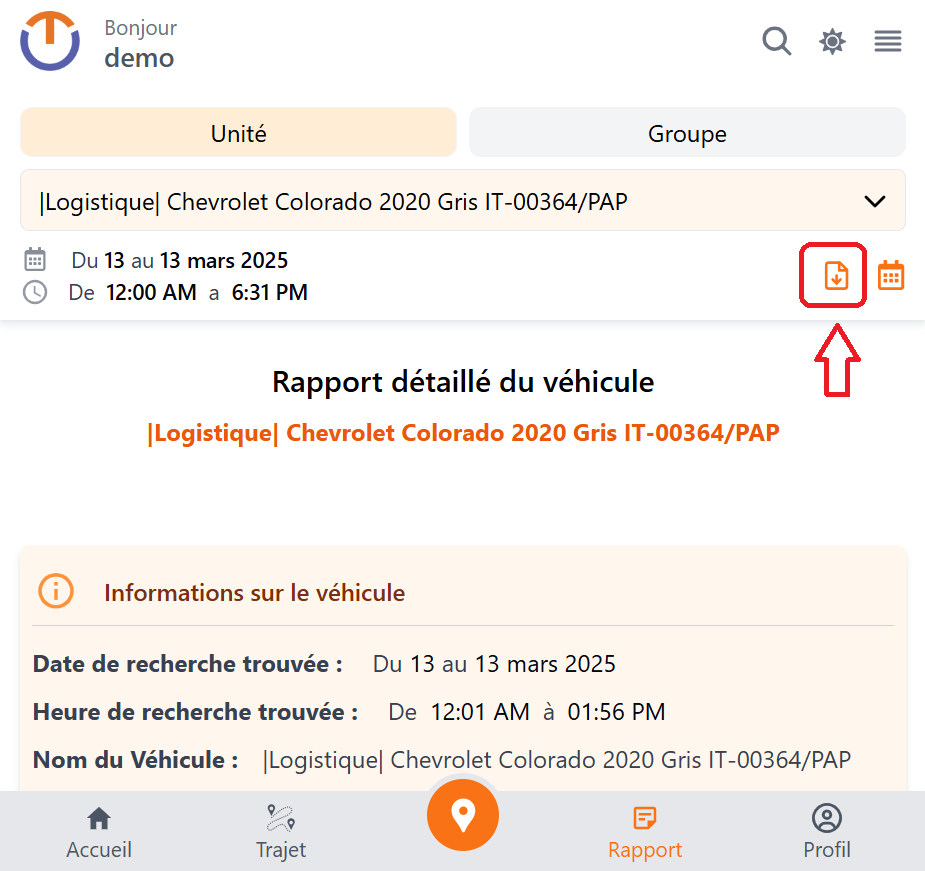 Bonjour
demo
Unité Groupe
|Logistique| Chevrolet Colorado 2020 Gris IT-00364/PAP
Du 13 au 13 mars 2025
De 12:00 AM a 6:31 PM
Rapport détaillé du véhicule
|Logistique| Chevrolet Colorado 2020 Gris IT-00364/PAP
Informations sur le véhicule
Date de recherche trouvée : Du 13 au 13 mars 2025
Heure de recherche trouvée : De 12:01 AM à 01:56 PM
Nom du Véhicule : |Logistique| Chevrolet Colorado 2020 Gris IT-00364/PAP
Accueil Trajet Rapport Profil